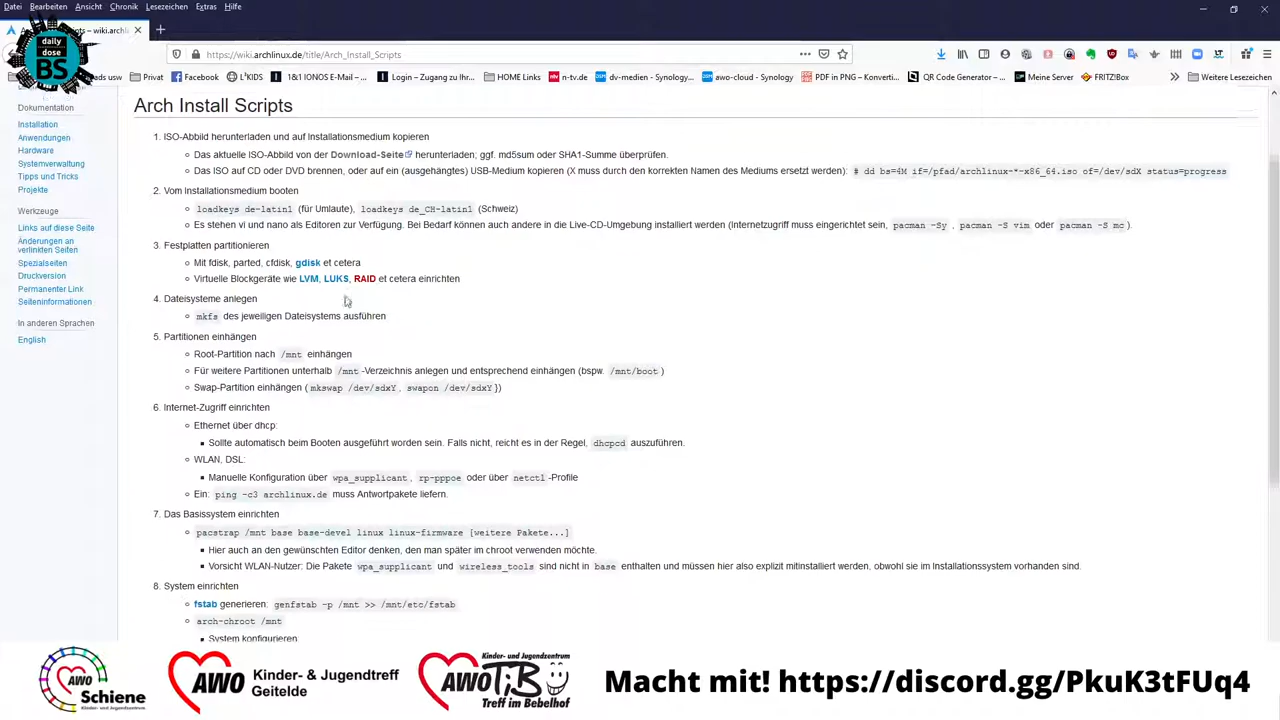 Datei Bearbeiten Ansicht Chronik Lesezeichen Extras Hilfe
– wiki.archlinux
https://wiki.archlinux.de/title/Arch_Install_Scripts
daily
dose
BS
Privat Facebook L³KIDS 1&1 IONOS E-Mail – ... Login – Zugang zu Ihr... HOME Links n-tv.de dv-medien - Synology... awo-cloud - Synology... PDF in PNG – Konverti... QR Code Generator – ... Meine Server FRITZ!Box Weitere Lesezeichen
Dokumentation
Installation
Anwendungen
Hardware
Systemverwaltung
Tipps und Tricks
Projekte
Werkzeuge
Links auf diese Seite
Änderungen an
verlinkten Seiten
Spezialseiten
Druckversion
Permanenter Link
Seiteninformationen
In anderen Sprachen
English
Arch Install Scripts
1. ISO-Abbild herunterladen und auf Installationsmedium kopieren
Das aktuelle ISO-Abbild von der Download-Seite herunterladen; ggf. md5sum oder SHA1-Summe überprüfen.
Das ISO auf CD oder DVD brennen, oder auf ein (ausgehängtes) USB-Medium kopieren (X muss durch den korrekten Namen des Mediums ersetzt werden): # dd bs=4M if=/pfad/archlinux-*-x86_64.iso of=/dev/sdX status=progress
2. Vom Installationsmedium booten
loadkeys de-latin1 (für Umlaute), loadkeys de_CH-latin1 (Schweiz)
Es stehen vi und nano als Editoren zur Verfügung. Bei Bedarf können auch andere in die Live-CD-Umgebung installiert werden (Internetzugriff muss eingerichtet sein, pacman -Sy , pacman -S vim oder pacman -S mc ).
3. Festplatten partitionieren
Mit fdisk, parted, cfdisk, gdisk et cetera
Virtuelle Blockgeräte wie LVM, LUKS, RAID et cetera einrichten
4. Dateisysteme anlegen
mkfs des jeweiligen Dateisystems ausführen
5. Partitionen einhängen
Root-Partition nach /mnt einhängen
Für weitere Partitionen unterhalb /mnt -Verzeichnis anlegen und entsprechend einhängen (bspw. /mnt/boot )
Swap-Partition einhängen ( mkswap /dev/sdxY , swapon /dev/sdxY })
6. Internet-Zugriff einrichten
Ethernet über dhcp:
Sollte automatisch beim Booten ausgeführt worden sein. Falls nicht, reicht es in der Regel, dhcpcd auszuführen.
WLAN, DSL:
Manuelle Konfiguration über wpa_supplicant , rp-pppoe oder über netctl -Profile
Ein: ping -c3 archlinux.de muss Antwortpakete liefern.
7. Das Basissystem einrichten
pacstrap /mnt base base-devel linux linux-firmware [weitere Pakete...]
Hier auch an den gewünschten Editor denken, den man später im chroot verwenden möchte.
Vorsicht WLAN-Nutzer: Die Pakete wpa_supplicant und wireless_tools sind nicht in base enthalten und müssen hier also explizit mitinstalliert werden, obwohl sie im Installationssystem vorhanden sind.
8. System einrichten
fstab generieren: genfstab -p /mnt >> /mnt/etc/fstab
arch-chroot /mnt
System konfigurieren
AWO
Schiene
Kinder- und Jugendzentrum
AWO Kinder- & Jugendtreff
Geitelde
Kinder- und Jugendzentrum
AWO TiB
Treff im Bebelhof
Macht mit! https://discord.gg/PkuK3tFUq4